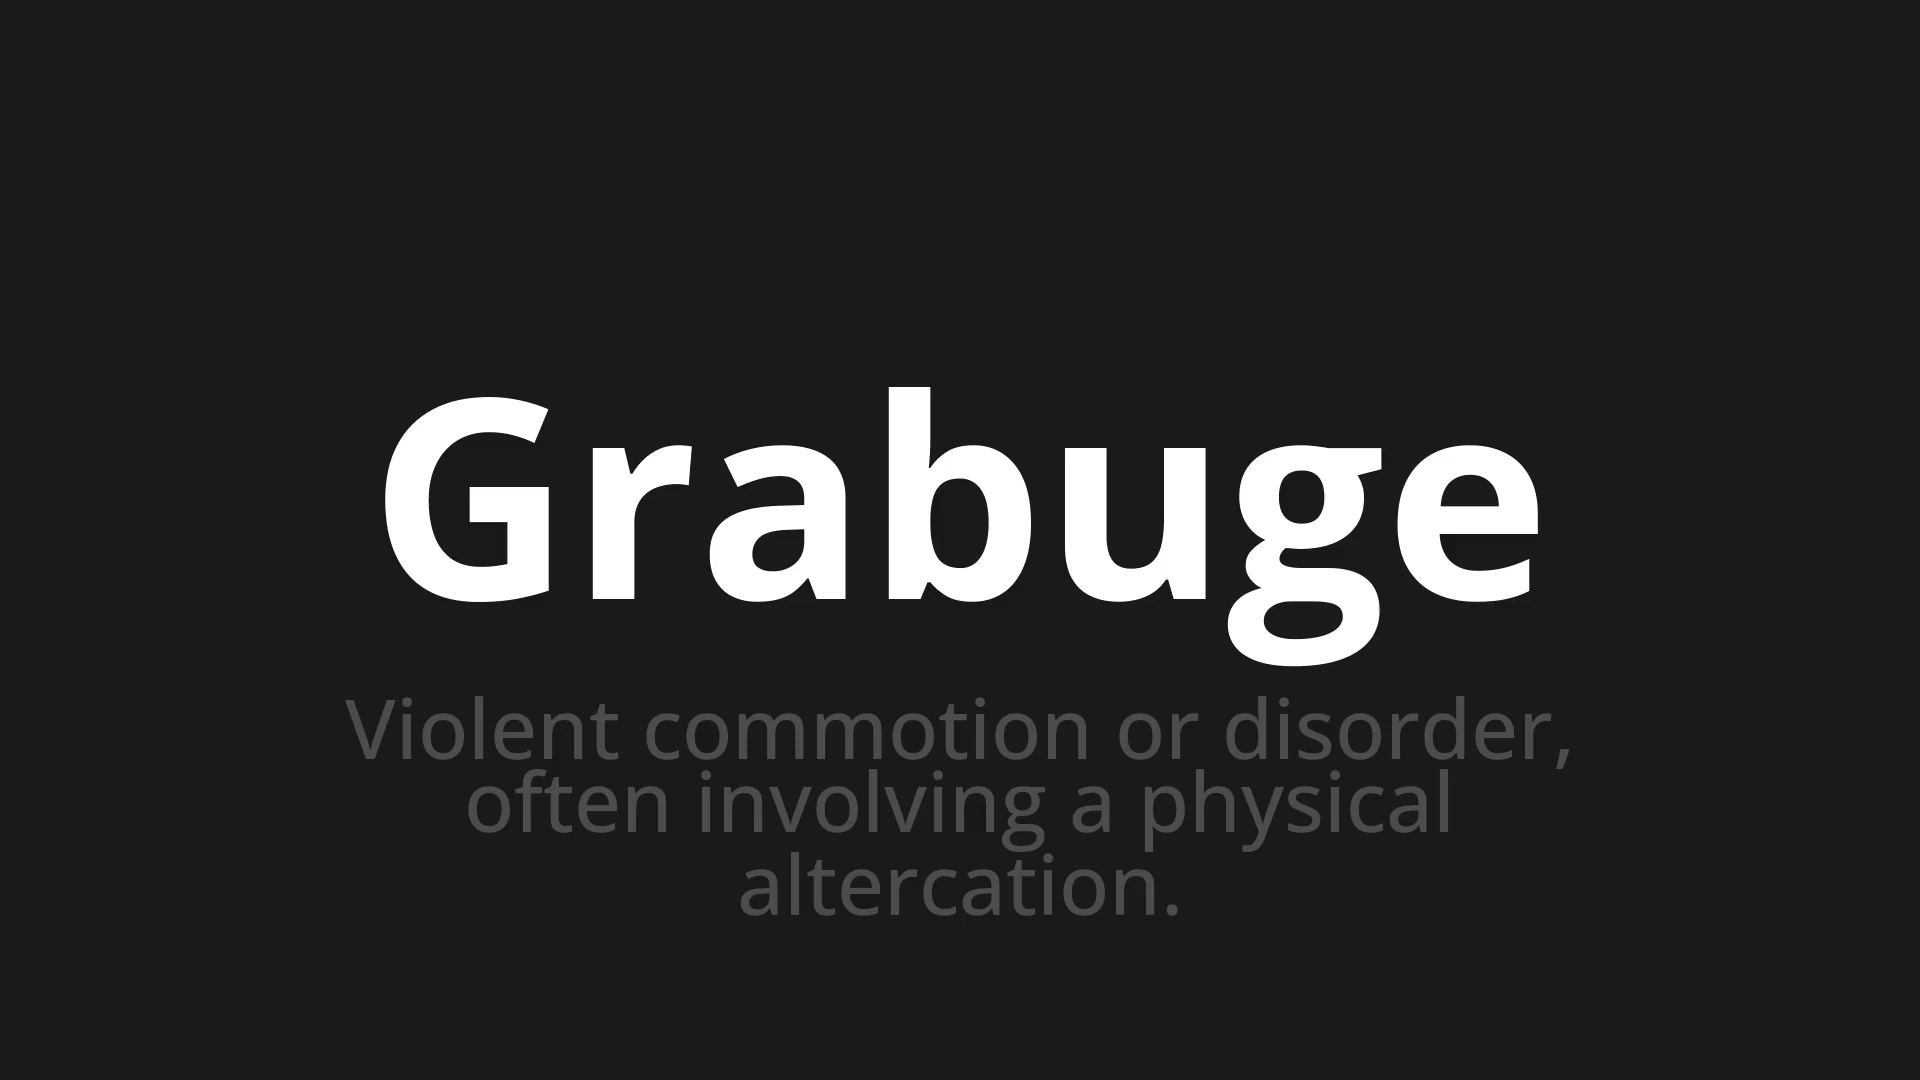 Grabuge
Violent commotion or disorder,
often involving a physical
altercation.